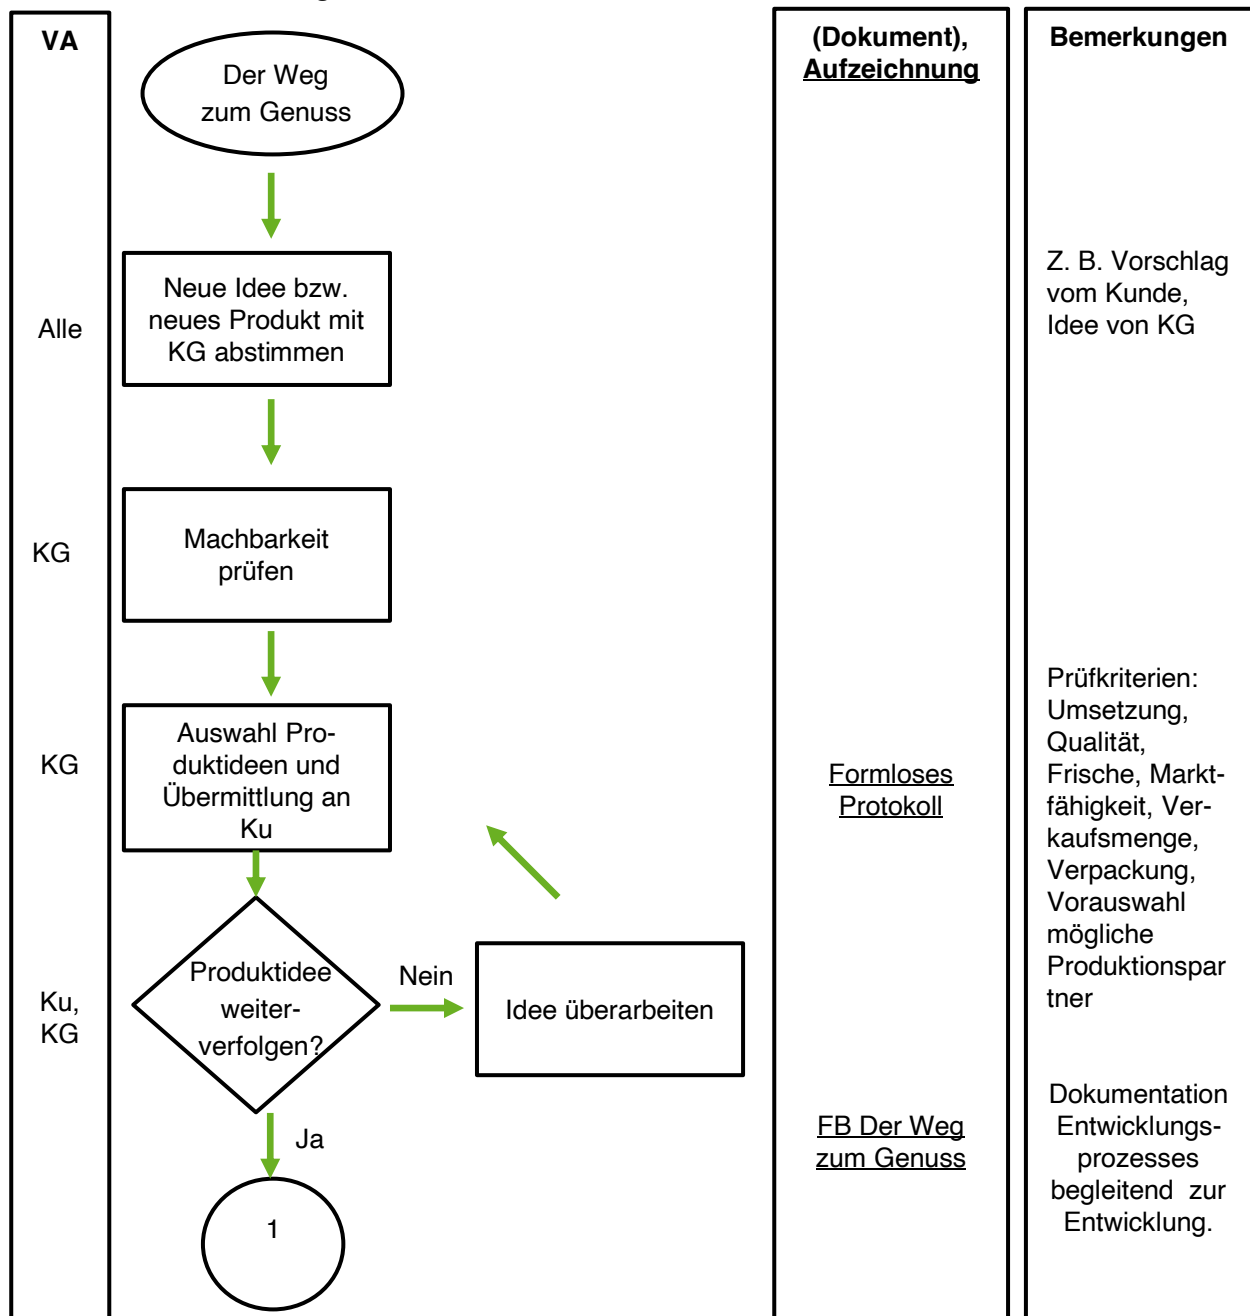 VA
(Dokument),
Aufzeichnung
Bemerkungen
Der Weg
zum Genuss
Alle
Neue Idee bzw.
neues Produkt mit
KG abstimmen
Z. B. Vorschlag
vom Kunde,
Idee von KG
KG
Machbarkeit
prüfen
KG
Auswahl Pro-
duktideen und
Übermittlung an
Ku
Formloses
Protokoll
Prüfkriterien:
Umsetzung,
Qualität,
Frische, Markt-
fähigkeit, Ver-
kaufsmenge,
Verpackung,
Vorauswahl
mögliche
Produktionspar
tner
Ku,
KG
Produktidee
weiter-
verfolgen?
Nein
Idee überarbeiten
Ja
FB Der Weg
zum Genuss
Dokumentation
Entwicklungs-
prozesses
begleitend zur
Entwicklung.
1